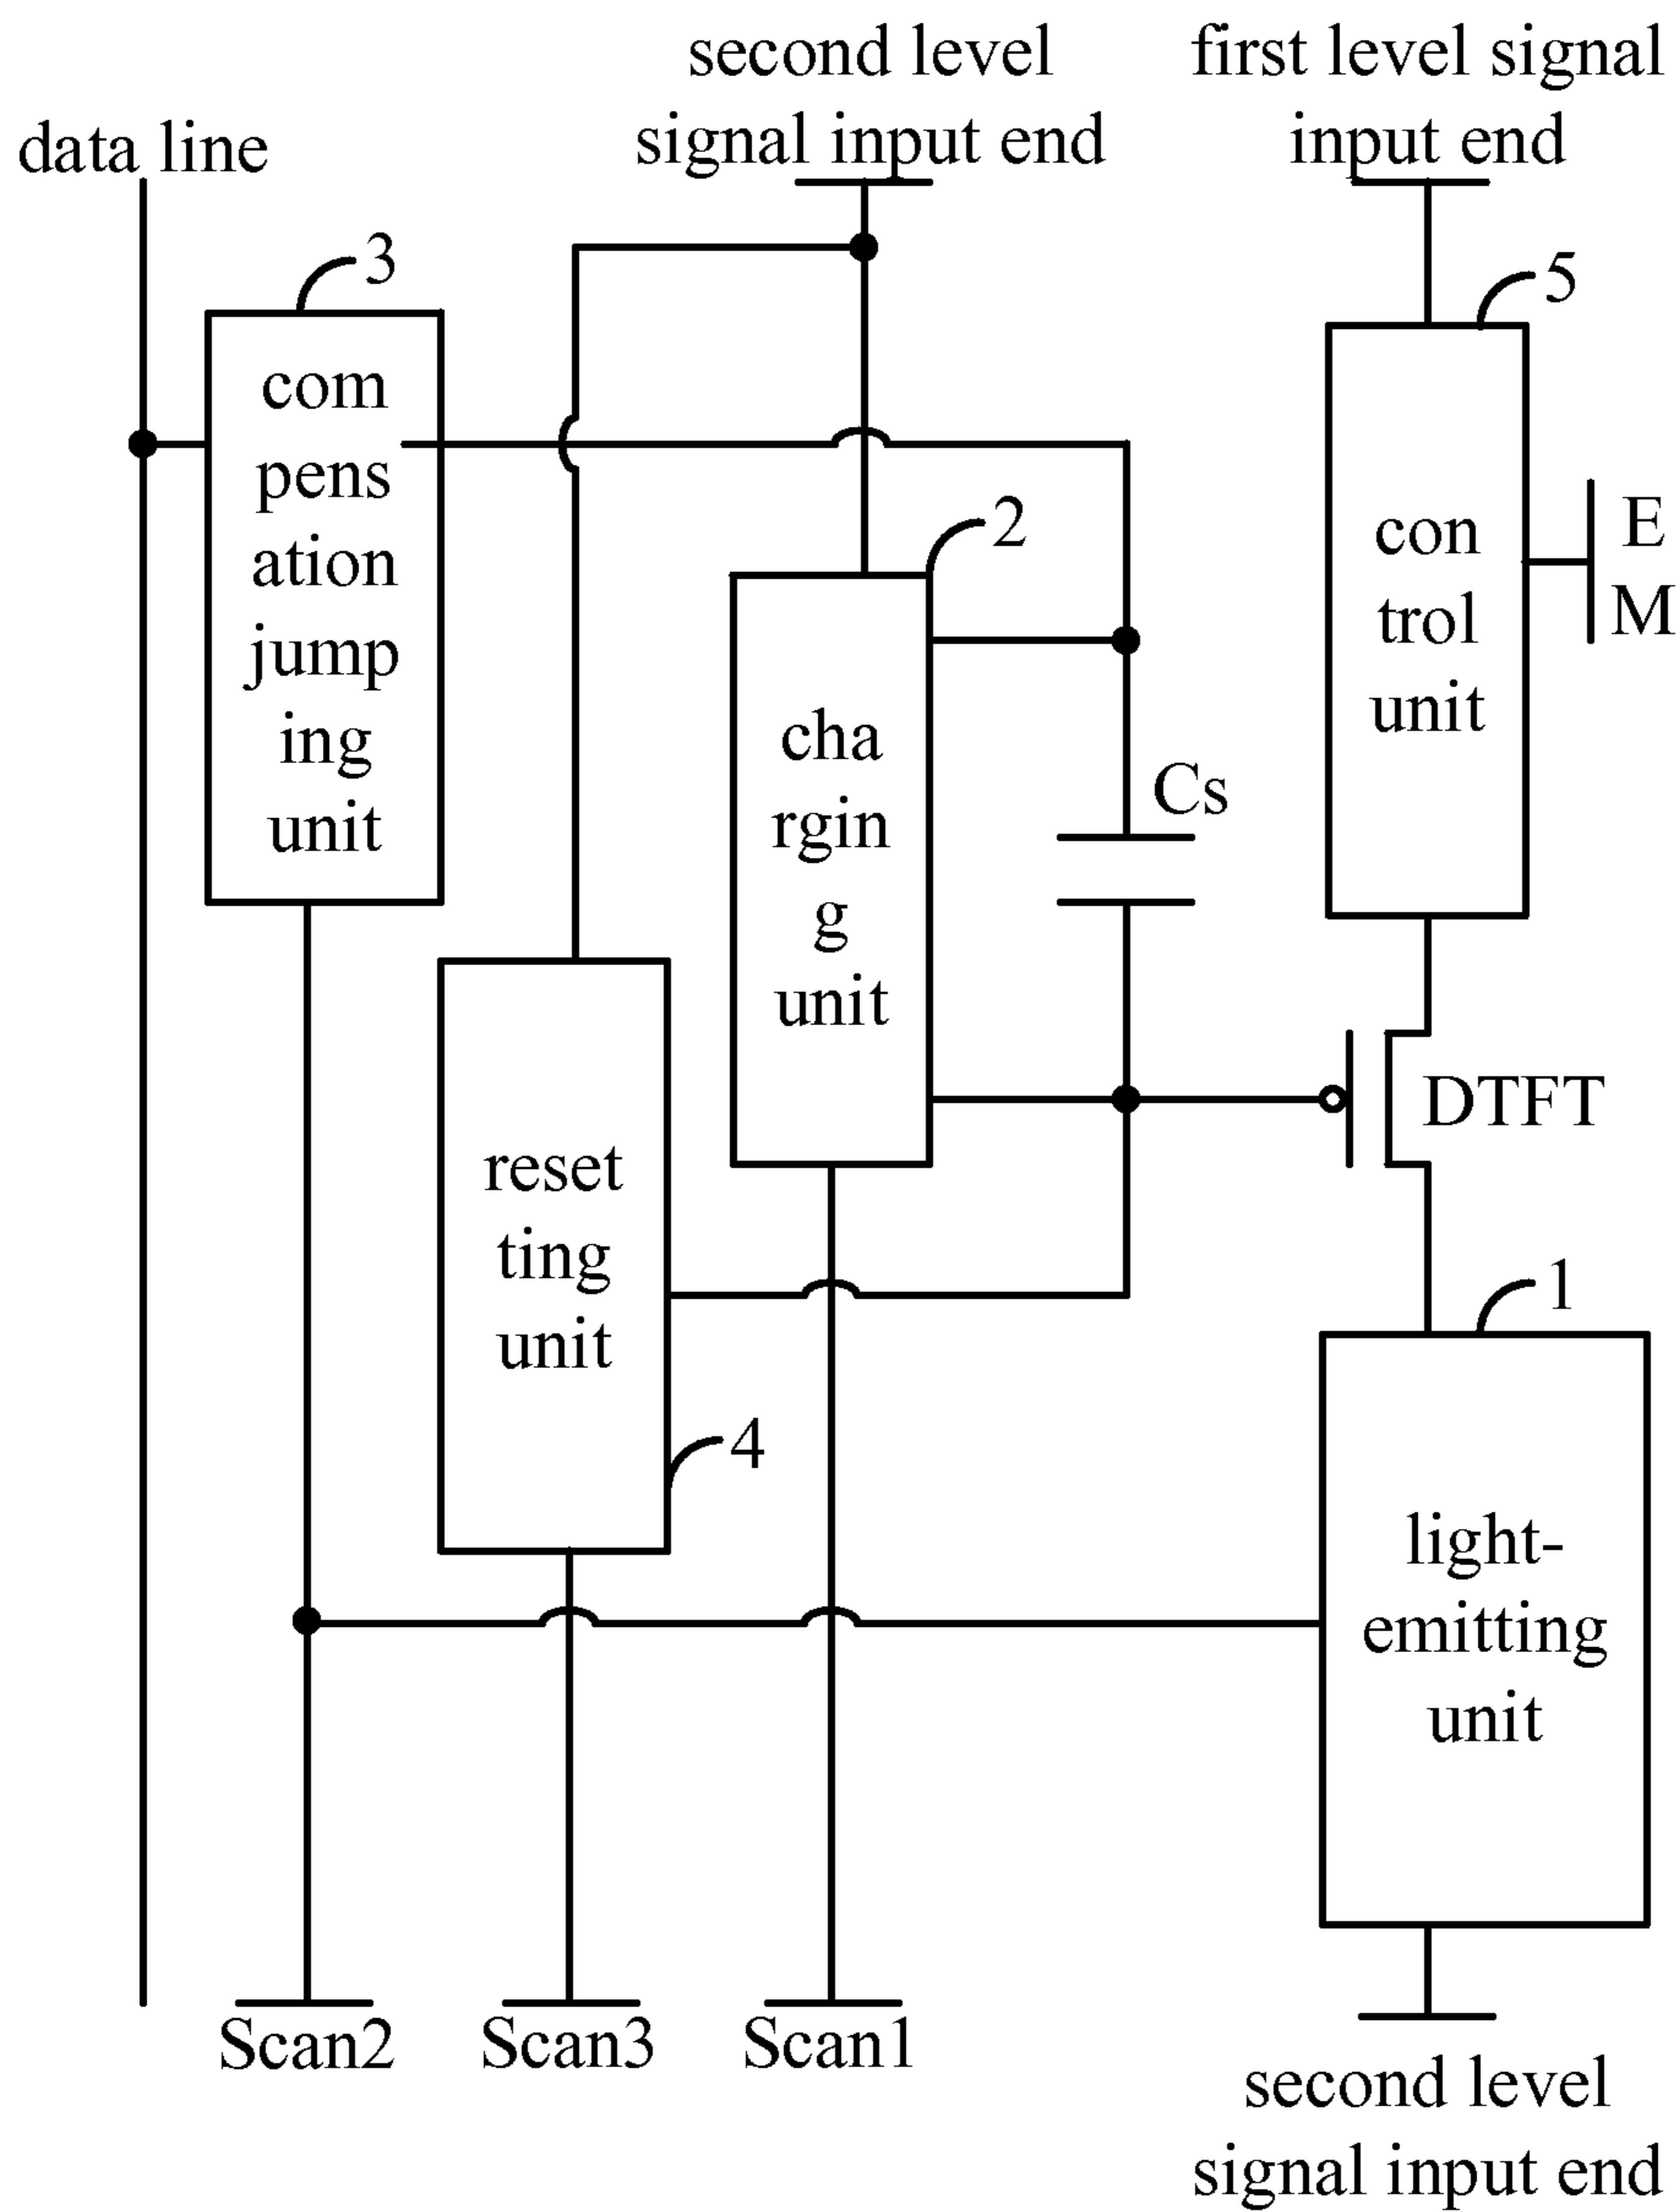 second level
signal input end
first level signal
input end
data line
3
5
com
pens
ation
jump
ing
unit
2
con
trol
unit
E
M
cha
rgin
g
unit
Cs
DTFT
reset
ting
unit
1
4
light-
emitting
unit
Scan2
Scan3
Scan1
second level
signal input end